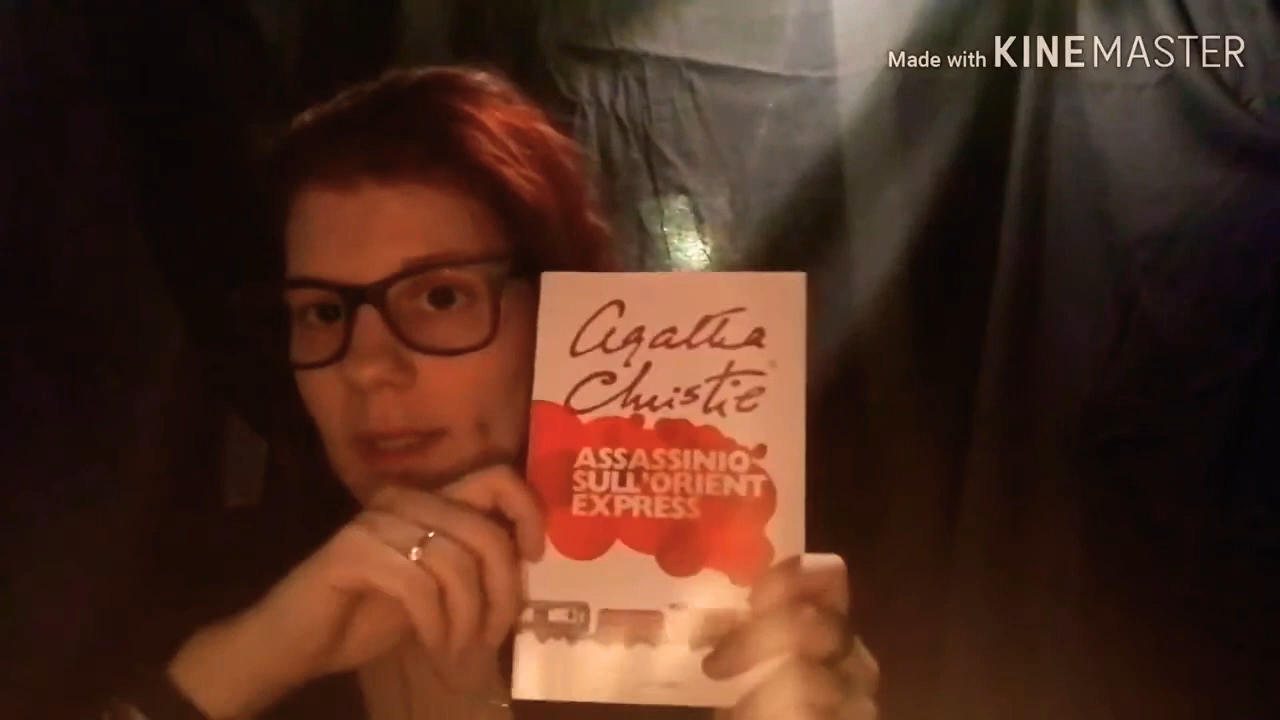 Made with KINEMASTER
Agatha
Christie
ASSASSINIO
SULL'ORIENT
EXPRESS